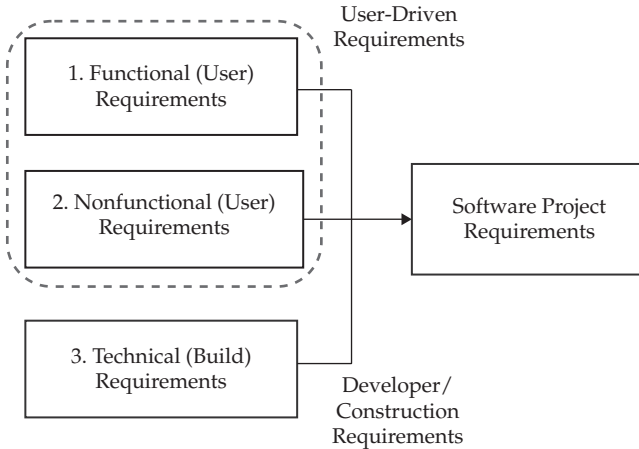 User-Driven
Requirements
1. Functional (User)
Requirements
2. Nonfunctional (User)
Requirements
Software Project
Requirements
3. Technical (Build)
Requirements
Developer/
Construction
Requirements